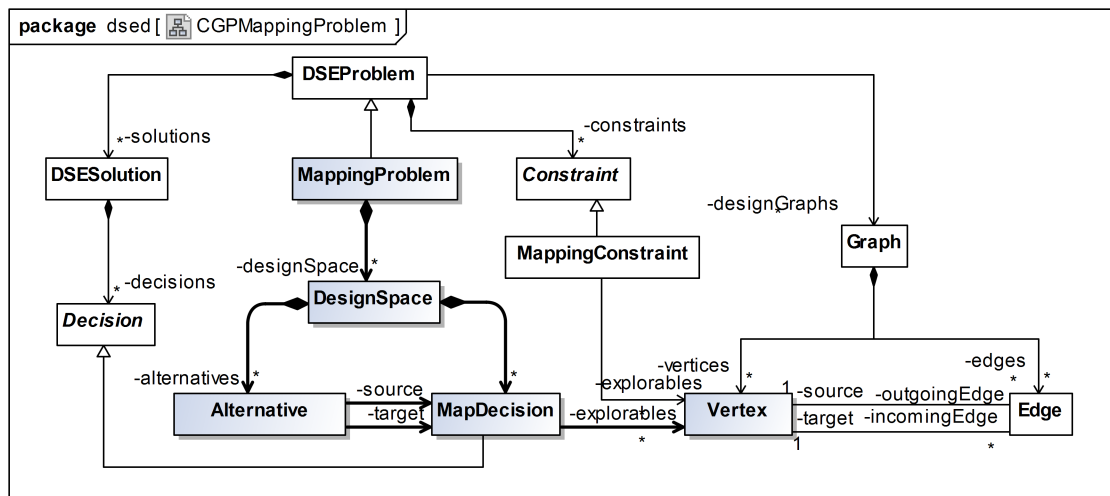 package dsed [ CGPMappingProblem ]
DSEProblem
-solutions
*
-constraints
*
DSESolution
MappingProblem
Constraint
-designGraphs
*
MappingConstraint
Graph
-designSpace
*
-decisions
*
DesignSpace
Decision
-alternatives
*
*
-source
-target
-explorables
*
-explorables
*
-vertices
*
-edges
*
Alternative
MapDecision
Vertex
1
-source
-outgoingEdge
*
-target
-incomingEdge
1
*
Edge